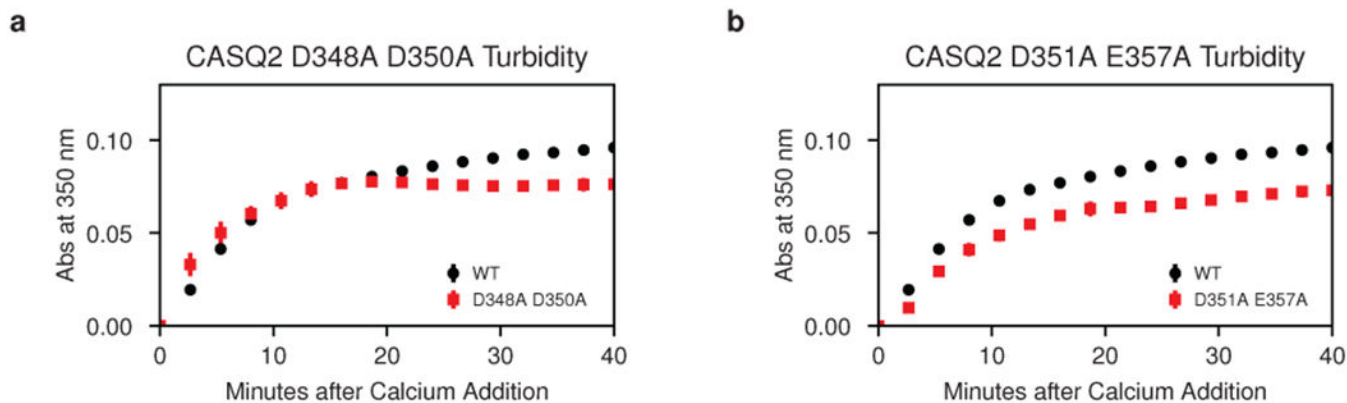 a
CASQ2 D348A D350A Turbidity
Abs at 350 nm
0.10
0.05
0.00
WT
D348A D350A
0 10 20 30 40
Minutes after Calcium Addition
b
CASQ2 D351A E357A Turbidity
Abs at 350 nm
0.10
0.05
0.00
WT
D351A E357A
0 10 20 30 40
Minutes after Calcium Addition